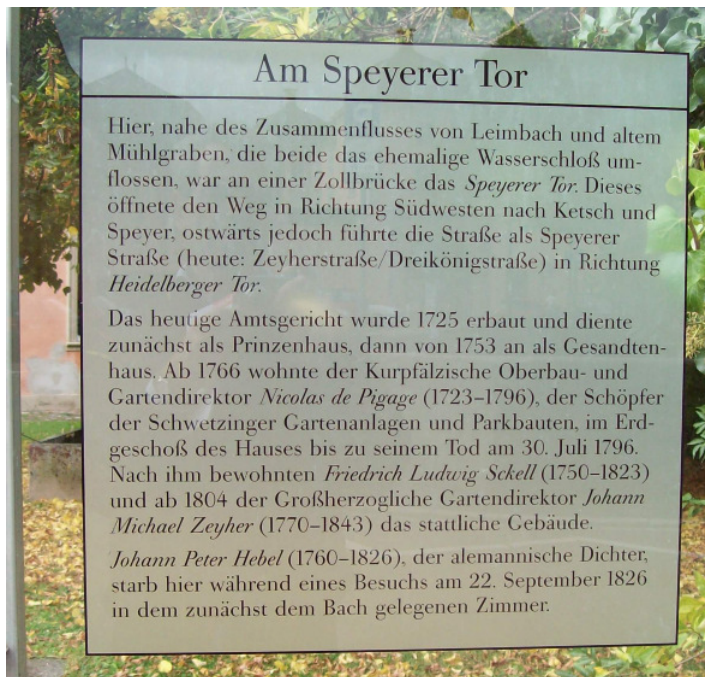 Am Speyerer Tor
Hier, nahe des Zusammenflusses von Leimbach und altem
Mühlgraben, die beide das ehemalige Wasserschloß um-
flossen, war an einer Zollbrücke das Speyerer Tor. Dieses
öffnete den Weg in Richtung Südwesten nach Ketsch und
Speyer, ostwärts jedoch führte die Straße als Speyerer
Straße (heute: Zeyherstraße/Dreikönigstraße) in Richtung
Heidelberger Tor.
Das heutige Amtsgericht wurde 1725 erbaut und diente
zunächst als Prinzenhaus, dann von 1753 an als Gesandten-
haus. Ab 1766 wohnte der Kurpfälzische Oberbau- und
Gartendirektor Nicolas de Pigage (1723–1796), der Schöpfer
der Schwetzinger Gartenanlagen und Parkbauten, im Erd-
geschoß des Hauses bis zu seinem Tod am 30. Juli 1796.
Nach ihm bewohnten Friedrich Ludwig Sckell (1750–1823)
und ab 1804 der Großherzogliche Gartendirektor Johann
Michael Zeyher (1770–1843) das stattliche Gebäude.
Johann Peter Hebel (1760–1826), der alemannische Dichter,
starb hier während eines Besuchs am 22. September 1826
in dem zunächst dem Bach gelegenen Zimmer.